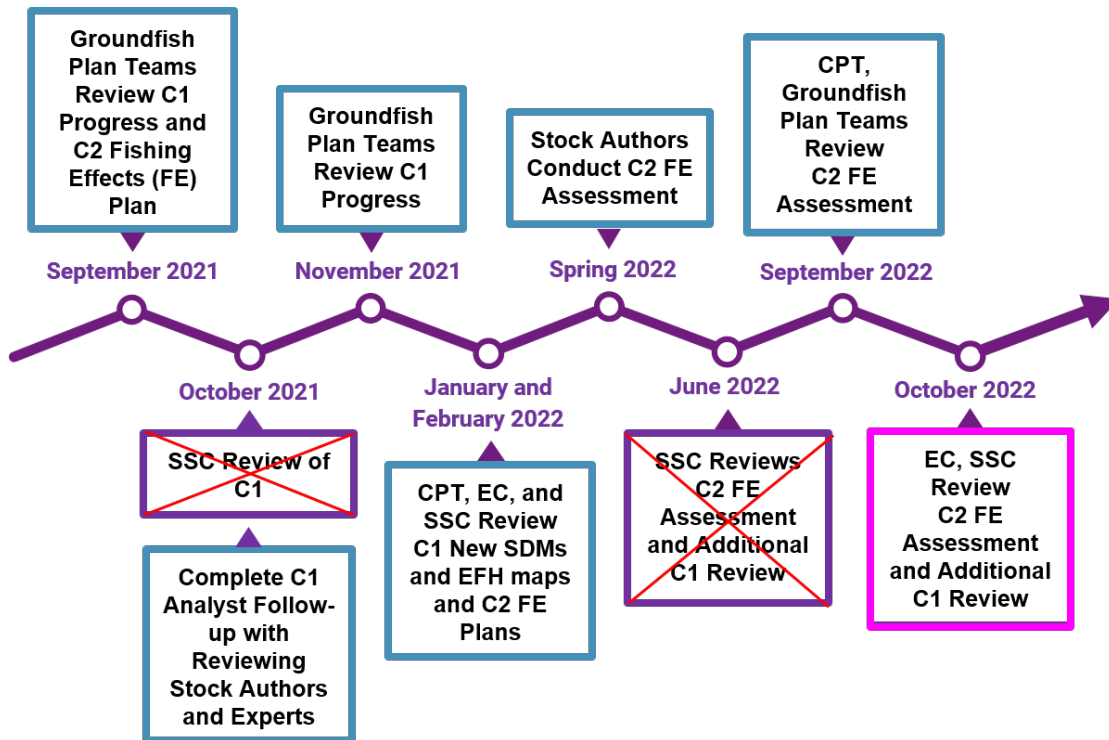 Groundfish
Plan Teams
Review C1
Progress and
C2 Fishing
Effects (FE)
Plan
September 2021
Groundfish
Plan Teams
Review C1
Progress
November 2021
Stock Authors
Conduct C2 FE
Assessment
Spring 2022
CPT,
Groundfish
Plan Teams
Review
C2 FE
Assessment
September 2022
October 2021
SSC Review of
C1
Complete C1
Analyst Follow-
up with
Reviewing
Stock Authors
and Experts
January and
February 2022
CPT, EC, and
SSC Review
C1 New SDMs
and EFH maps
and C2 FE
Plans
June 2022
SSC Reviews
C2 FE
Assessment
and Additional
C1 Review
October 2022
EC, SSC
Review
C2 FE
Assessment
and Additional
C1 Review